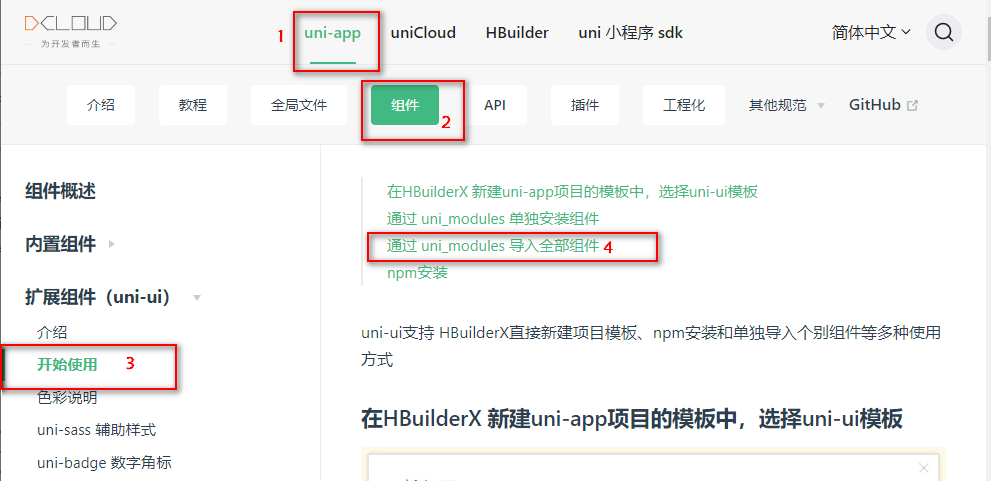 DCLOUD
为开发者而生
1
uni-app
uniCloud
HBuilder
uni 小程序 sdk
简体中文
介绍
教程
全局文件
组件
2
API
插件
工程化
其他规范
GitHub
组件概述
内置组件
扩展组件（uni-ui）
介绍
开始使用
3
色彩说明
uni-sass 辅助样式
uni-badge 数字角标
在HBuilderX 新建uni-app项目的模板中，选择uni-ui模板
通过 uni_modules 单独安装组件
通过 uni_modules 导入全部组件 4
npm安装
uni-ui支持 HBuilderX直接新建项目模板、npm安装和单独导入个别组件等多种使用
方式
在HBuilderX 新建uni-app项目的模板中，选择uni-ui模板